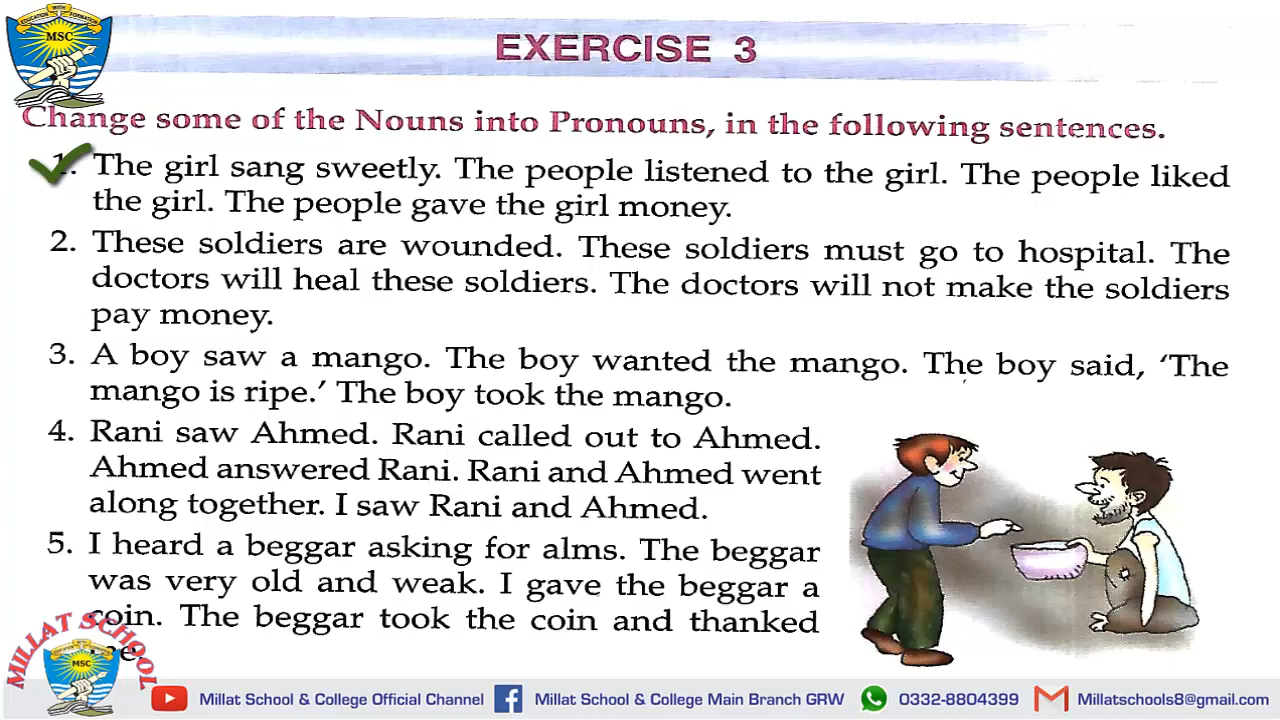 EDUCATION WITH FORMATION
MSC
MILLAT SCHOOL
EXERCISE 3
Change some of the Nouns into Pronouns, in the following sentences.
1. The girl sang sweetly. The people listened to the girl. The people liked
the girl. The people gave the girl money.
2. These soldiers are wounded. These soldiers must go to hospital. The
doctors will heal these soldiers. The doctors will not make the soldiers
pay money.
3. A boy saw a mango. The boy wanted the mango. The boy said, ‘The
mango is ripe.’ The boy took the mango.
4. Rani saw Ahmed. Rani called out to Ahmed.
Ahmed answered Rani. Rani and Ahmed went
along together. I saw Rani and Ahmed.
5. I heard a beggar asking for alms. The beggar
was very old and weak. I gave the beggar a
coin. The beggar took the coin and thanked
me.
MILLAT SCHOOL
MSC
Millat School & College Official Channel
Millat School & College Main Branch GRW
0332-8804399
Millatschools8@gmail.com